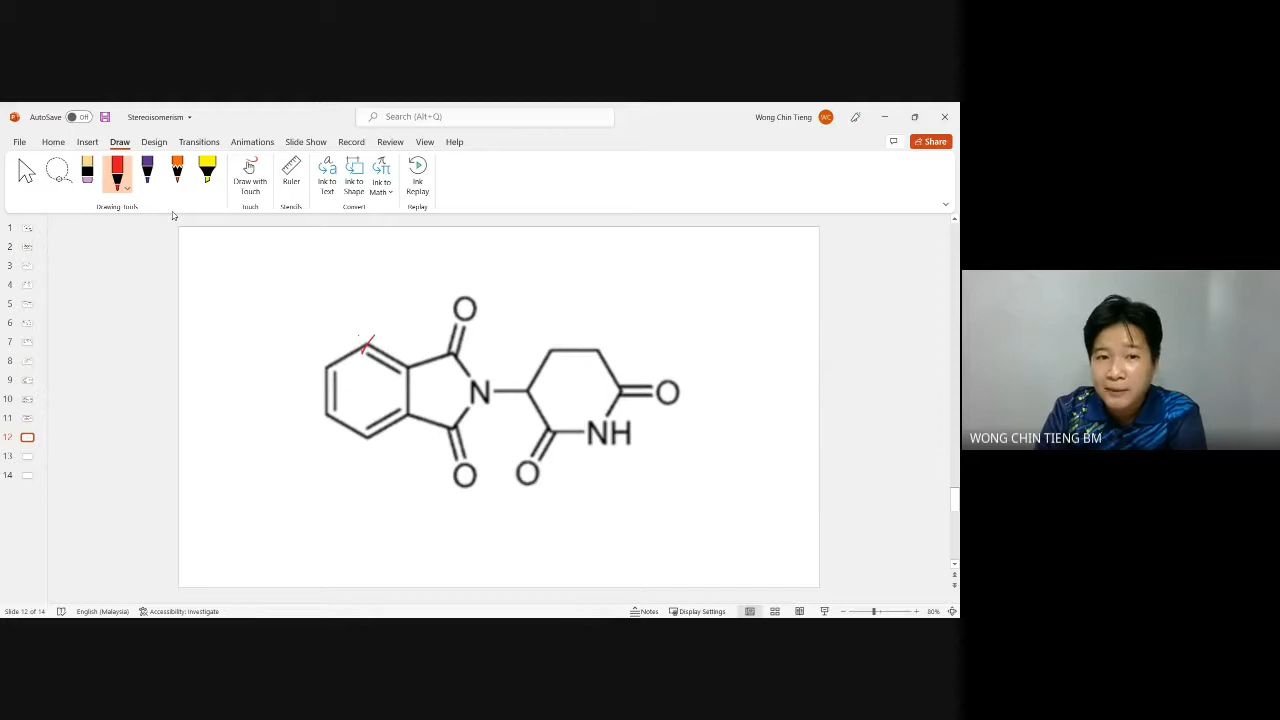 AutoSave Off Stereoisomerism Search (Alt+Q) Wong Chin Tieng WC
File Home Insert Draw Design Transitions Animations Slide Show Record Review View Help Share
Draw with Touch
Ruler
Ink to Text
Ink to Shape
Ink to Math
Ink Replay
Drawing Tools Touch Stencils Convert Replay
1
2
3
4
5
6
7
8
9
10
11
12
13
14
O
N
O
O
NH
O
WONG CHIN TIENG BM
Slide 12 of 14 English (Malaysia) Accessibility: Investigate Notes Display Settings 80%